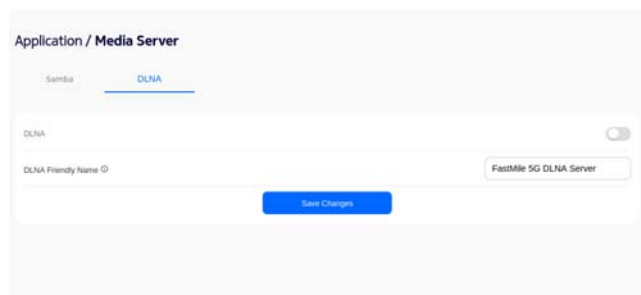 Application / Media Server
Samba DLNA
DLNA
DLNA Friendly Name FastMile 5G DLNA Server
Save Changes